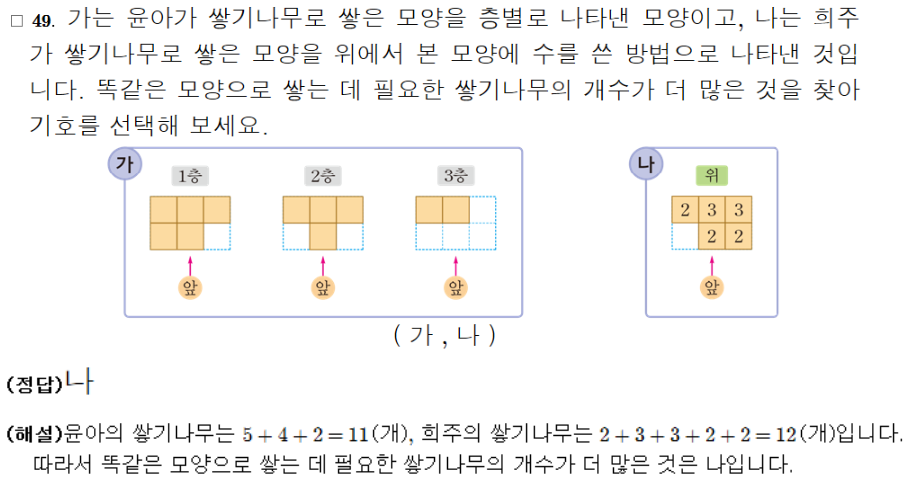 □ 49. 가는 윤아가 쌓기나무로 쌓은 모양을 층별로 나타낸 모양이고, 나는 희주
가 쌓기나무로 쌓은 모양을 위에서 본 모양에 수를 쓴 방법으로 나타낸 것입
니다. 똑같은 모양으로 쌓는 데 필요한 쌓기나무의 개수가 더 많은 것을 찾아
기호를 선택해 보세요.
가
1층 2층 3층
앞 앞 앞
나
위
2 3 3
2 2
앞
( 가 , 나 )
(정답)나
(해설)윤아의 쌓기나무는 5 + 4 + 2 = 11(개), 희주의 쌓기나무는 2 + 3 + 3 + 2 + 2 = 12(개)입니다.
따라서 똑같은 모양으로 쌓는 데 필요한 쌓기나무의 개수가 더 많은 것은 나입니다.